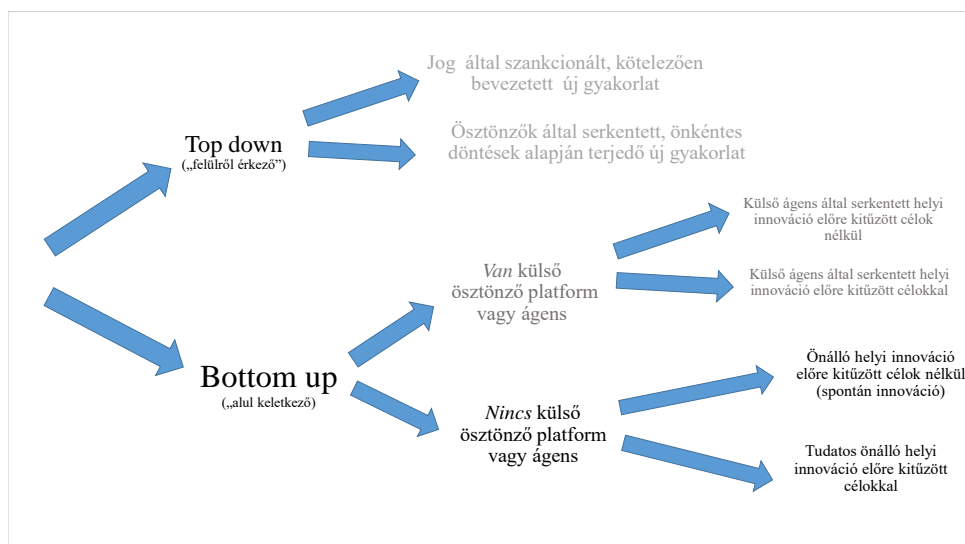 Jog által szankcionált, kötelezően
bevezetett új gyakorlat
Top down
(„felülről érkező”)
Ösztönzők által serkentett, önkéntes
döntések alapján terjedő új gyakorlat
Külső ágens által serkentett helyi
innováció előre kitűzött célok
nélkül
Van külső
ösztönző platform
vagy ágens
Külső ágens által serkentett helyi
innováció előre kitűzött célokkal
Bottom up
(„alul keletkező)
Önálló helyi innováció
előre kitűzött célok nélkül
(spontán innováció)
Nincs külső
ösztönző platform
vagy ágens
Tudatos önálló helyi
innováció előre kitűzött
célokkal